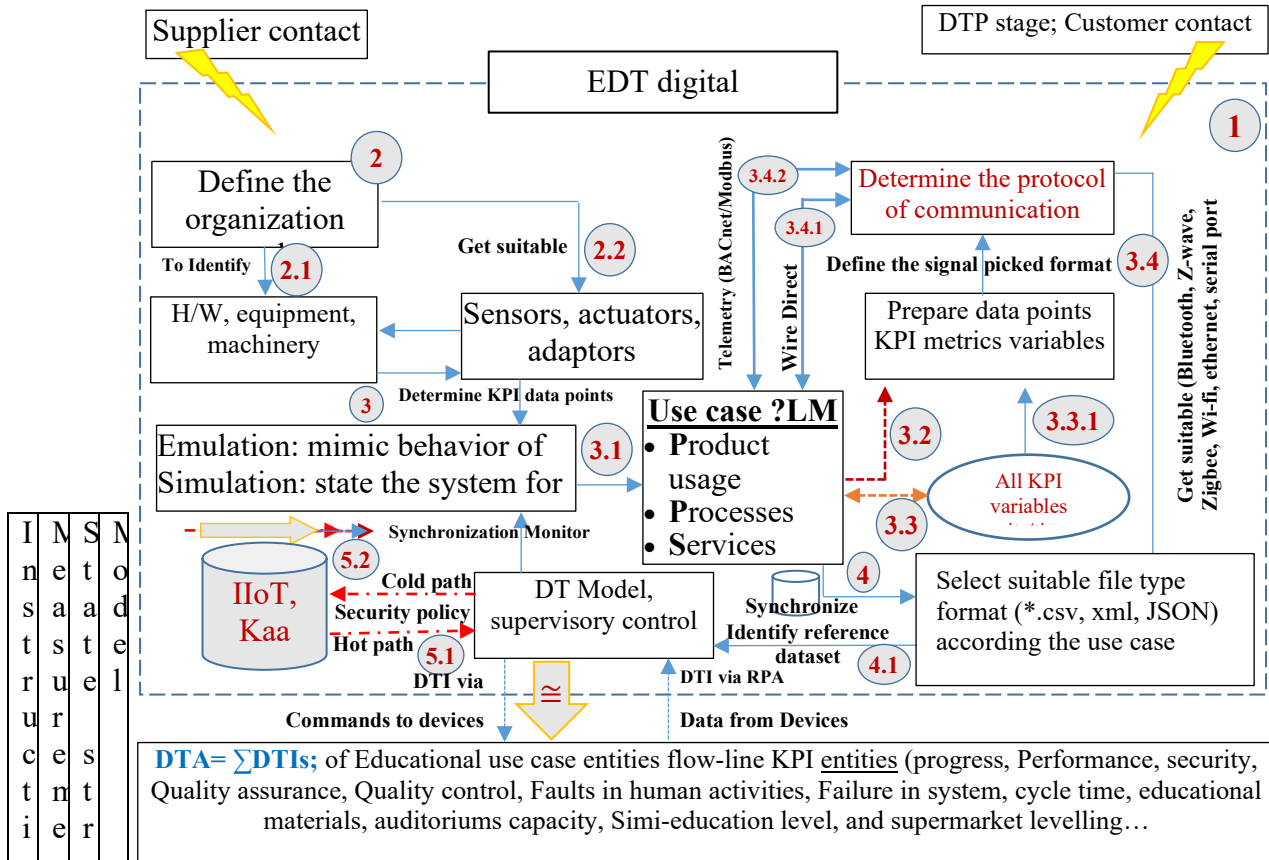 Supplier contact
DTP stage; Customer contact
EDT digital
1
2
Define the
organization
To Identify
2.1
Get suitable
2.2
H/W, equipment,
machinery
Sensors, actuators,
adaptors
3
Determine KPI data points
Emulation: mimic behavior of
Simulation: state the system for
3.1
Telemetry (BACnet/Modbus)
Wire Direct
3.4.2
3.4.1
Determine the protocol
of communication
Define the signal picked format
3.4
Prepare data points
KPI metrics variables
Get suitable (Bluetooth, Z-wave,
Zigbee, Wi-fi, ethernet, serial port
Use case ?LM
• Product
usage
• Processes
• Services
3.2
3.3.1
3.3
All KPI
variables
4
Select suitable file type
format (*.csv, xml, JSON)
according the use case
Synchronize
Identify reference
dataset
4.1
Synchronization Monitor
5.2
IIoT,
Kaa
Cold path
Security policy
Hot path
5.1
DTI via
DT Model,
supervisory control
DTI via RPA
≅
Commands to devices
Data from Devices
DTA= ∑DTIs; of Educational use case entities flow-line KPI entities (progress, Performance, security,
Quality assurance, Quality control, Faults in human activities, Failure in system, cycle time, educational
materials, auditoriums capacity, Simi-education level, and supermarket levelling…
Instructi
Measureme
State str
Model